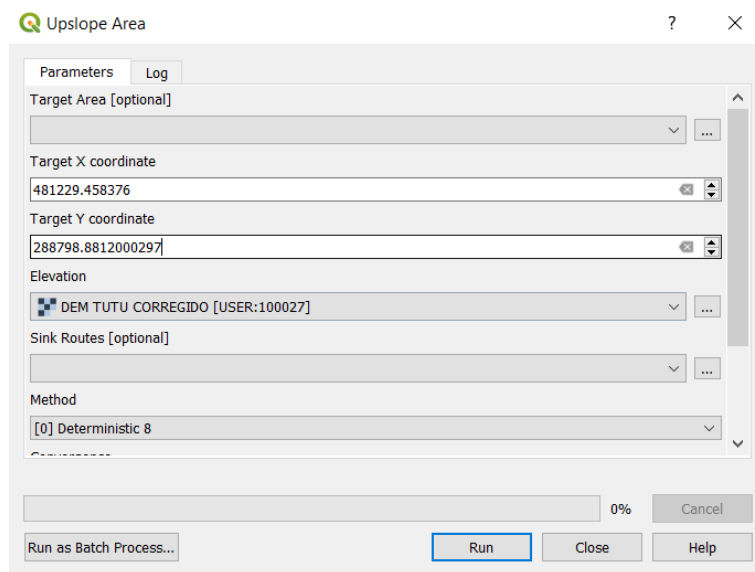 Upslope Area
Parameters Log
Target Area [optional]
...
Target X coordinate
481229.458376
Target Y coordinate
288798.8812000297
Elevation
DEM TUTU CORREGIDO [USER:100027]
...
Sink Routes [optional]
...
Method
[0] Deterministic 8
0% Cancel
Run as Batch Process... Run Close Help